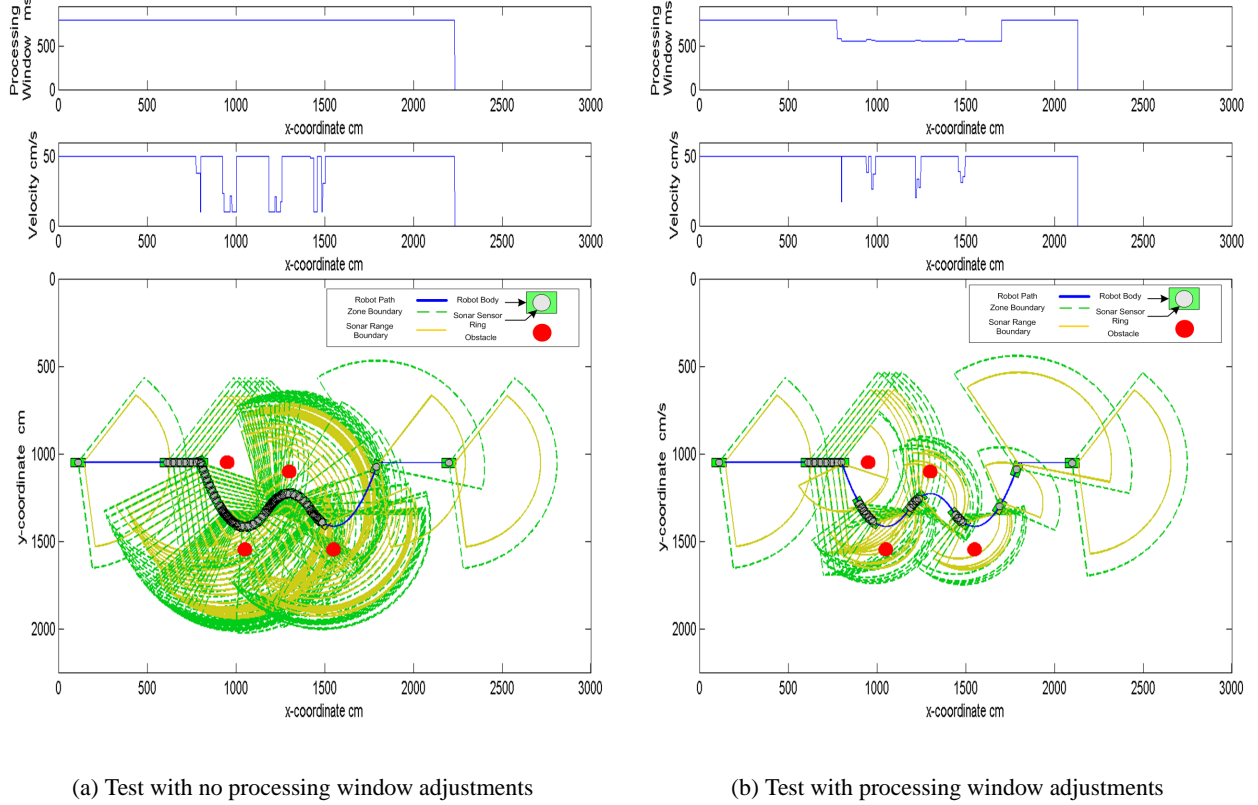 Processing
Window ms
500
0
0 500 1000 1500 2000 2500 3000
x-coordinate cm
Velocity cm/s
50
0
0 500 1000 1500 2000 2500 3000
x-coordinate cm
y-coordinate cm
0
500
1000
1500
2000
Robot Path
Robot Body
Zone Boundary
Sonar Sensor
Ring
Sonar Range
Boundary
Obstacle
0 500 1000 1500 2000 2500 3000
x-coordinate cm
(a) Test with no processing window adjustments
Processing
Window ms
500
0
0 500 1000 1500 2000 2500 3000
x-coordinate cm
Velocity cm/s
50
0
0 500 1000 1500 2000 2500 3000
x-coordinate cm
y-coordinate cm/s
0
500
1000
1500
2000
Robot Path
Robot Body
Zone Boundary
Sonar Sensor
Ring
Sonar Range
Boundary
Obstacle
0 500 1000 1500 2000 2500 3000
x-coordinate cm
(b) Test with processing window adjustments